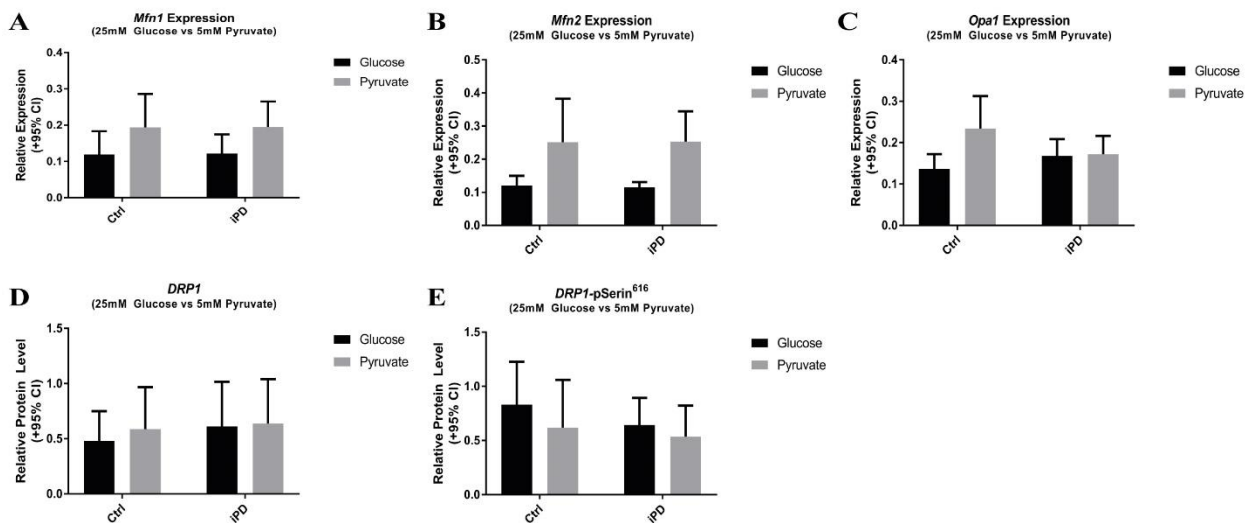 A
Mfn1 Expression
(25mM Glucose vs 5mM Pyruvate)
Relative Expression
(+95% CI)
0.4
0.3
0.2
0.1
0.0
Ctrl
iPD
Glucose
Pyruvate
B
Mfn2 Expression
(25mM Glucose vs 5mM Pyruvate)
Relative Expression
(+95% CI)
0.5
0.4
0.3
0.2
0.1
0.0
Ctrl
iPD
Glucose
Pyruvate
C
Opa1 Expression
(25mM Glucose vs 5mM Pyruvate)
Relative Expression
(+95% CI)
0.4
0.3
0.2
0.1
0.0
Ctrl
iPD
Glucose
Pyruvate
D
DRP1
(25mM Glucose vs 5mM Pyruvate)
Relative Protein Level
(+95% CI)
1.5
1.0
0.5
0.0
Ctrl
iPD
Glucose
Pyruvate
E
DRP1-pSerin616
(25mM Glucose vs 5mM Pyruvate)
Relative Protein Level
(+95% CI)
1.5
1.0
0.5
0.0
Ctrl
iPD
Glucose
Pyruvate